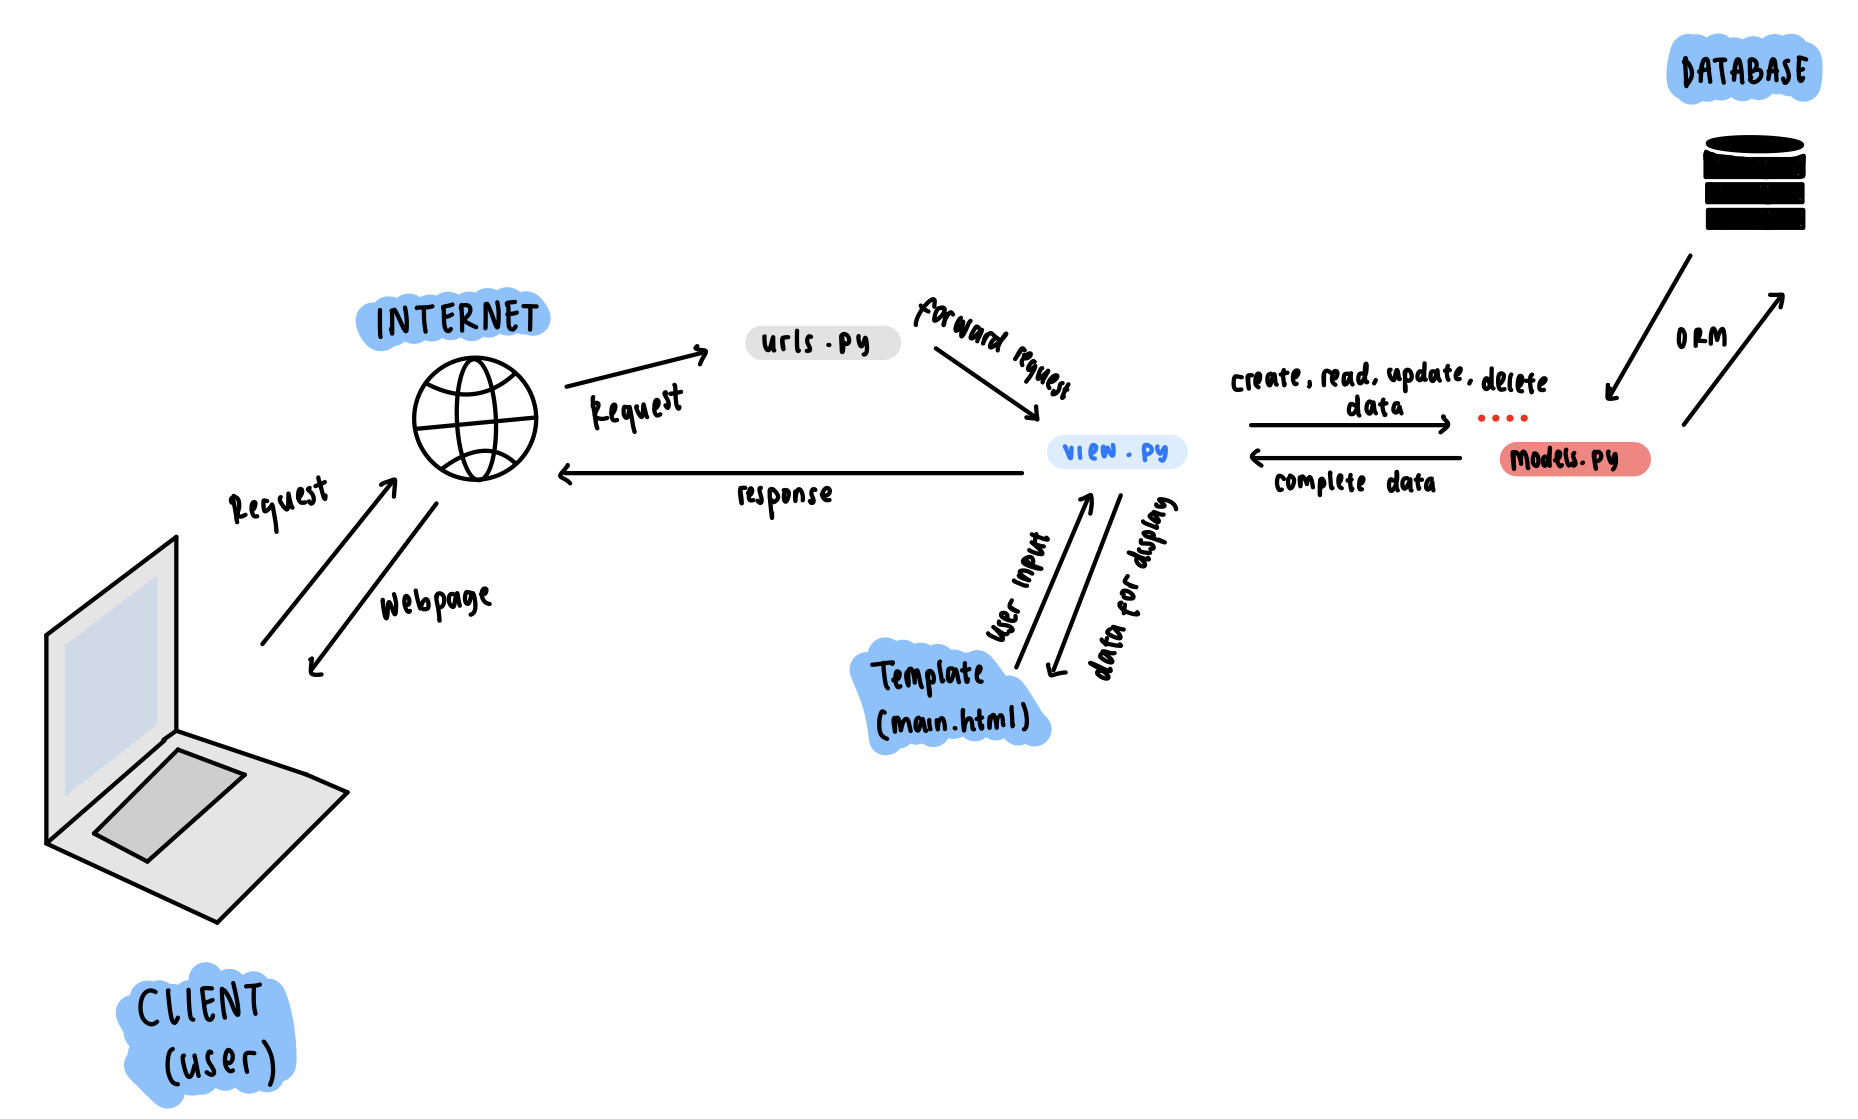 DATABASE
INTERNET
urls.py
forward request
Request
ORM
create, read, update, delete
data
view.py
models.py
complete data
response
Request
Webpage
user input
data for display
Template
(main.html)
CLIENT
(user)